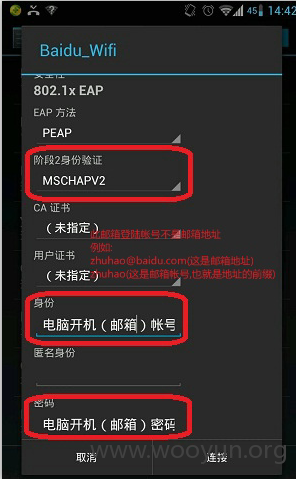 45 14:42
Baidu_Wifi
安全性
802.1x EAP
EAP 方法
PEAP
阶段2身份验证
MSCHAPV2
CA 证书
（未指定）
此邮箱登陆帐号不是邮箱地址
例如:
用户证书
zhuhao@baidu.com(这是邮箱地址)
（未指定）
zhuhao(这是邮箱帐号,也就是地址的前缀)
身份
电脑开机（邮箱）帐号
匿名身份
密码
电脑开机（邮箱）密码
www.wooyun.org
取消
连接